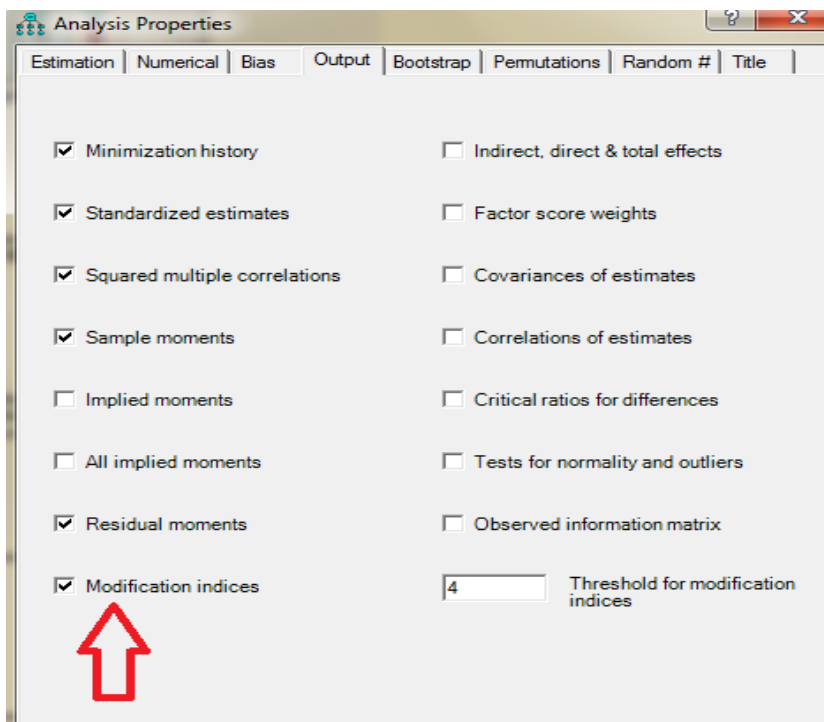 Analysis Properties
?
Estimation Numerical Bias Output Bootstrap Permutations Random # Title
Minimization history
Indirect, direct & total effects
Standardized estimates
Factor score weights
Squared multiple correlations
Covariances of estimates
Sample moments
Correlations of estimates
Implied moments
Critical ratios for differences
All implied moments
Tests for normality and outliers
Residual moments
Observed information matrix
Modification indices
4
Threshold for modification
indices